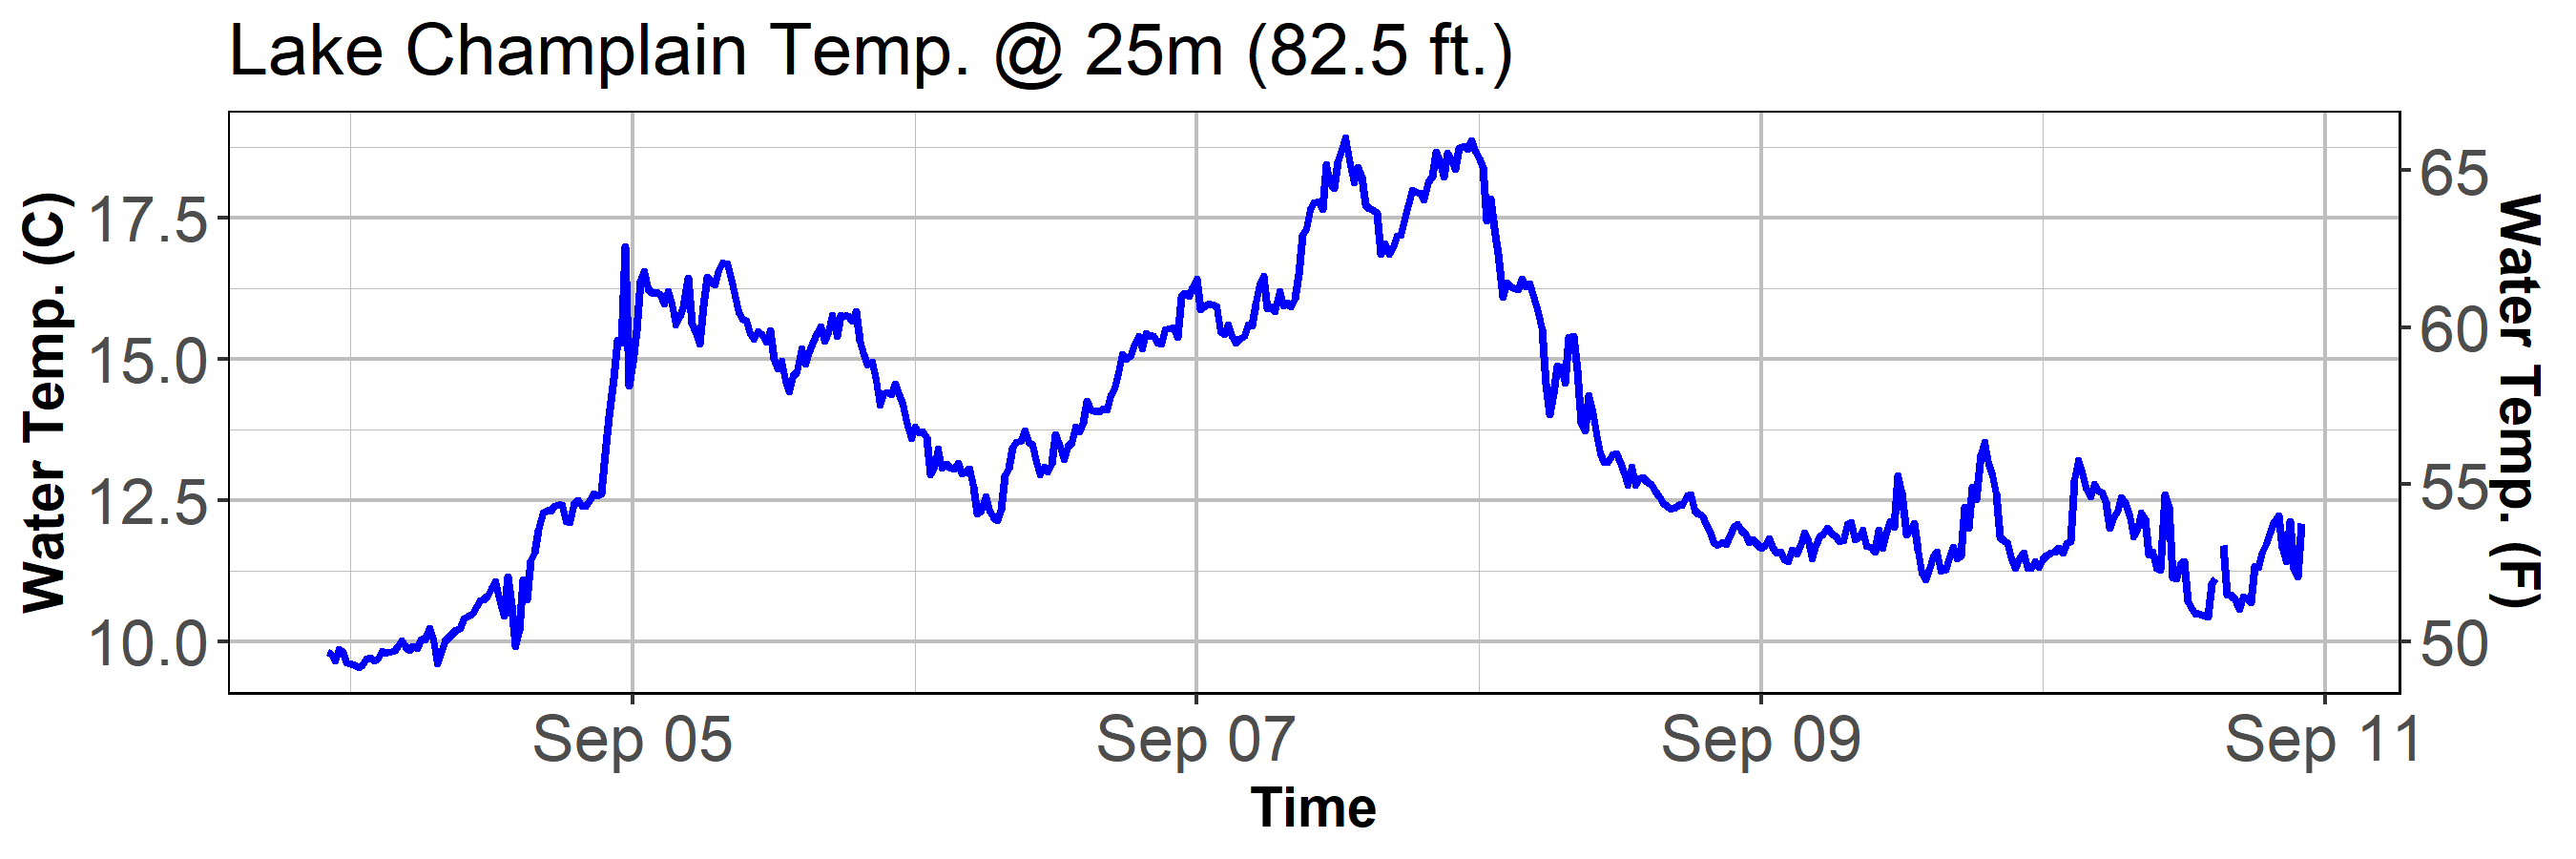 Lake Champlain Temp. @ 25m (82.5 ft.)
Water Temp. (C)
17.5
15.0
12.5
10.0
65
60
55
50
Water Temp. (F)
Sep 05
Sep 07
Sep 09
Sep 11
Time